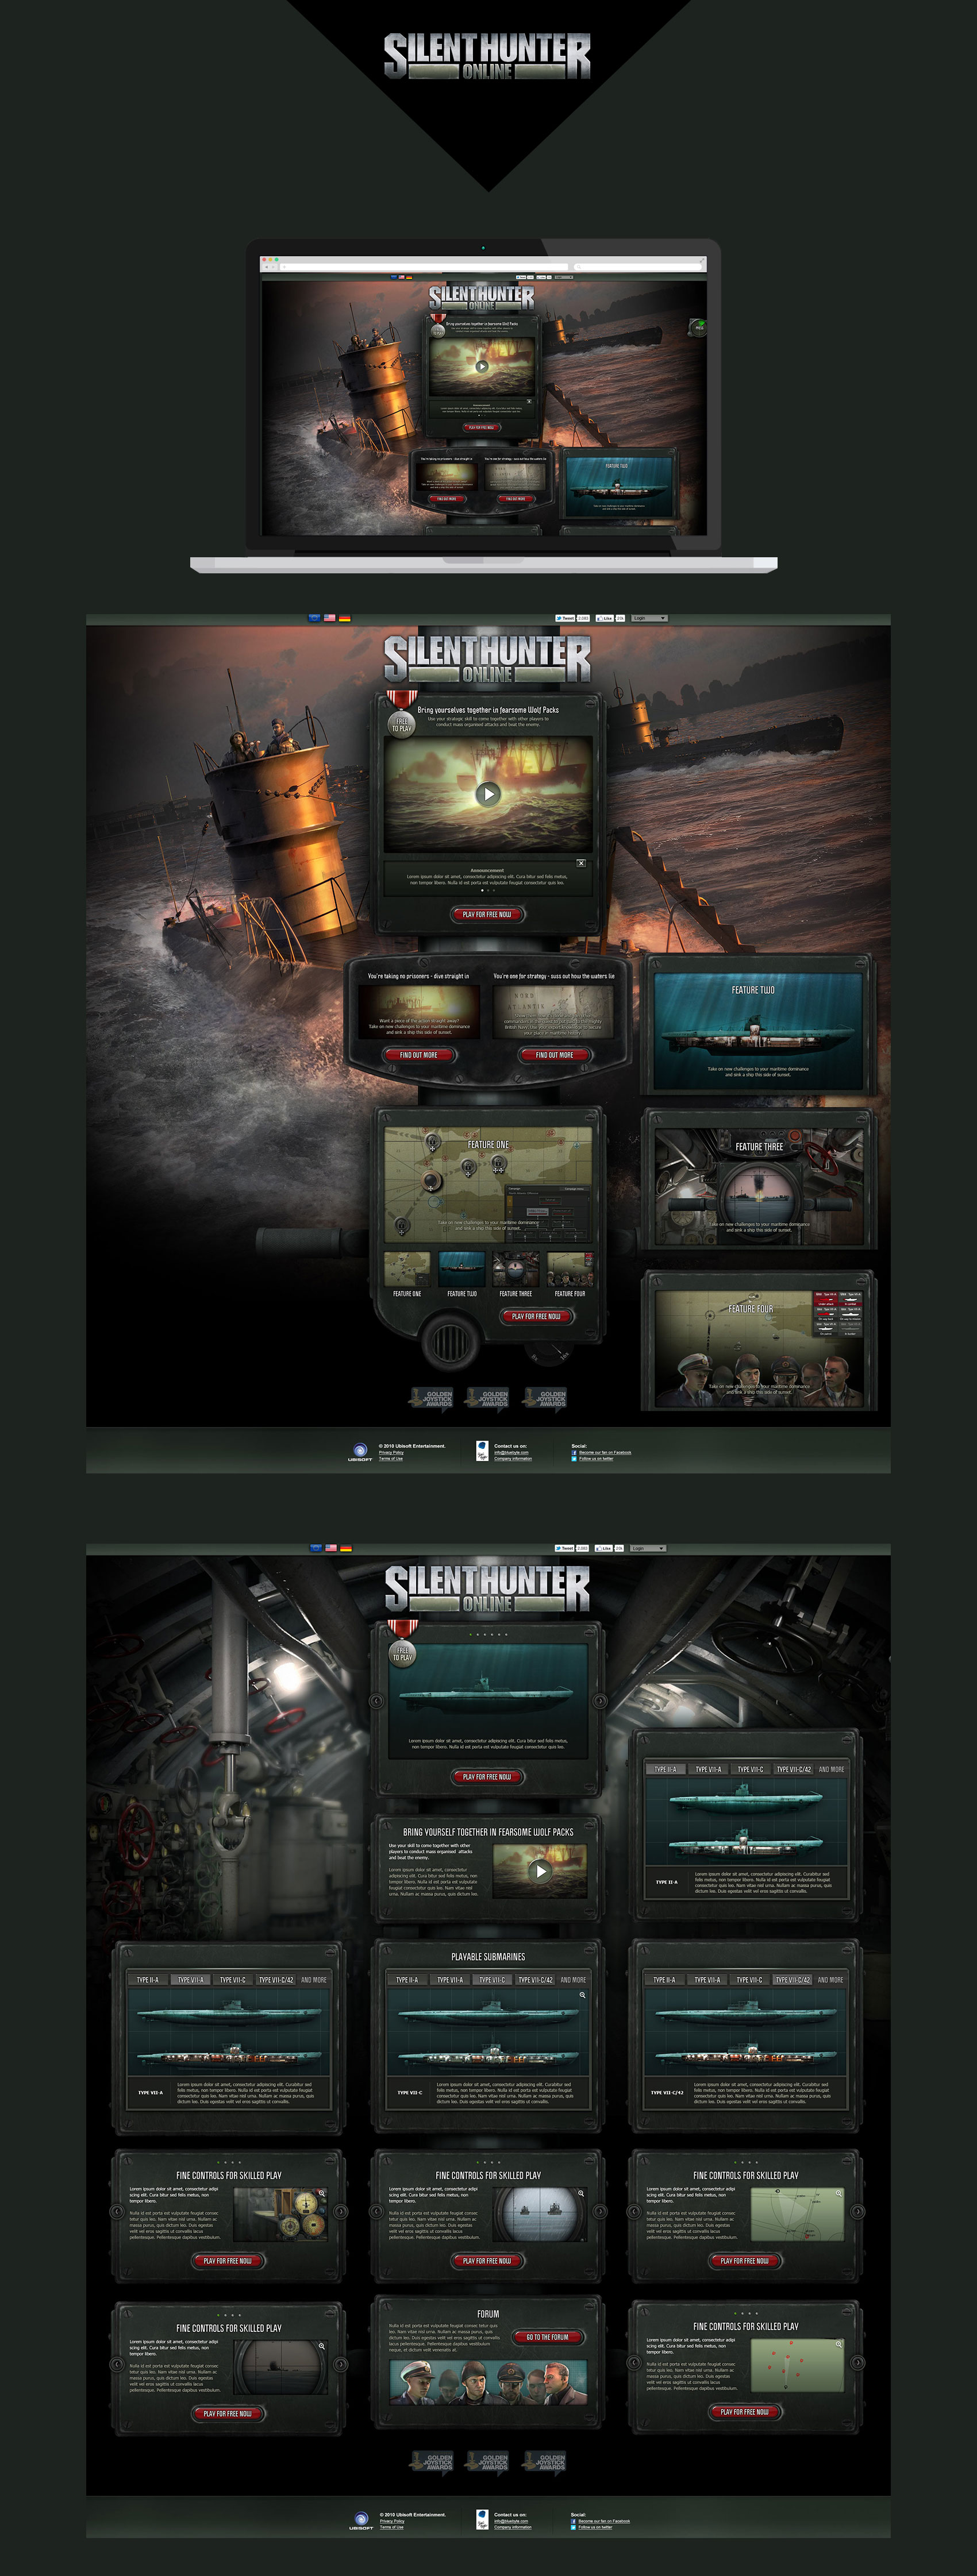 SILENT HUNTER
ONLINE
SILENT HUNTER
ONLINE
Bring yourselves together in fearsome Wolf Packs
PLAY FOR FREE NOW
You're taking no prisoners - dive straight in
You're one for strategy - suss out how the waters lie
FIND OUT MORE
FIND OUT MORE
FEATURE TWO
Tweet
Like
Login
SILENT HUNTER
ONLINE
FREE
TO PLAY
Bring yourselves together in fearsome Wolf Packs
Use your strategic skill to come together with other players to
conduct mass organised attacks and beat the enemy.
Announcement
Lorem ipsum dolor sit amet, consectetur adipiscing elit. Cura bitur sed felis metus,
non tempor libero. Nulla id est porta est vulputate feugiat consectetur quis leo.
PLAY FOR FREE NOW
You're taking no prisoners - dive straight in
Want a piece of the action straight away?
Take on new challenges to your maritime dominance
and sink a ship this side of sunset.
FIND OUT MORE
You're one for strategy - suss out how the waters lie
FIND OUT MORE
FEATURE TWO
Take on new challenges to your maritime dominance
and sink a ship this side of sunset.
FEATURE ONE
Take on new challenges to your maritime dominance
and sink a ship this side of sunset.
FEATURE ONE
FEATURE TWO
FEATURE THREE
FEATURE FOUR
PLAY FOR FREE NOW
FEATURE THREE
Take on new challenges to your maritime dominance
and sink a ship this side of sunset.
FEATURE FOUR
Take on new challenges to your maritime dominance
and sink a ship this side of sunset.
GOLDEN
JOYSTICK
AWARDS
GOLDEN
JOYSTICK
AWARDS
GOLDEN
JOYSTICK
AWARDS
UBISOFT
© 2010 Ubisoft Entertainment.
Privacy Policy
Terms of Use
Contact us on:
info@bluebyte.com
Company information
Social:
Become our fan on Facebook
Follow us on twitter
Tweet
Like
Login
SILENT HUNTER
ONLINE
FREE
TO PLAY
Lorem ipsum dolor sit amet, consectetur adipiscing elit. Curabitur sed felis metus,
non tempor libero. Nulla id est porta est vulputate feugiat consectetur quis leo.
PLAY FOR FREE NOW
BRING YOURSELF TOGETHER IN FEARSOME WOLF PACKS
Use your skill to come together with other
players to conduct mass organised attacks
and beat the enemy.
Lorem ipsum dolor sit amet, consectetur
adipiscing elit. Cura bitur sed felis metus,
non tempor libero. Nulla id est porta est
vulputate feugiat consectetur quis leo.
Nam vitae nisl
urna. Nullam ac massa purus, quis dictum leo.
TYPE II-A TYPE VII-A TYPE VII-C TYPE VII-C/42 AND MORE
TYPE II-A
Lorem ipsum dolor sit amet, consectetur adipiscing elit. Curabitur sed
felis metus, non tempor libero. Nulla id est porta est vulputate feugiat
consectetur quis leo. Nam vitae nisl urna. Nullam ac massa purus, quis
dictum leo. Duis egestas velit vel eros sagittis ut convallis.
TYPE II-A TYPE VII-A TYPE VII-C TYPE VII-C/42 AND MORE
TYPE VII-A
Lorem ipsum dolor sit amet, consectetur adipiscing elit. Curabitur sed
felis metus, non tempor libero. Nulla id est porta est vulputate feugiat
consectetur quis leo. Nam vitae nisl urna. Nullam ac massa purus, quis
dictum leo. Duis egestas velit vel eros sagittis ut convallis.
PLAYABLE SUBMARINES
TYPE II-A TYPE VII-A TYPE VII-C TYPE VII-C/42 AND MORE
TYPE VII-C
Lorem ipsum dolor sit amet, consectetur adipiscing elit. Curabitur sed
felis metus, non tempor libero. Nulla id est porta est vulputate feugiat
consectetur quis leo. Nam vitae nisl urna. Nullam ac massa purus, quis
dictum leo. Duis egestas velit vel eros sagittis ut convallis.
TYPE II-A TYPE VII-A TYPE VII-C TYPE VII-C/42 AND MORE
TYPE VII-C/42
Lorem ipsum dolor sit amet, consectetur adipiscing elit. Curabitur sed
felis metus, non tempor libero. Nulla id est porta est vulputate feugiat
consectetur quis leo. Nam vitae nisl urna. Nullam ac massa purus, quis
dictum leo. Duis egestas velit vel eros sagittis ut convallis.
FINE CONTROLS FOR SKILLED PLAY
Lorem ipsum dolor sit amet, consectetur adipi
scing elit. Cura bitur sed felis metus, non
tempor libero.
Nulla id est porta est vulputate feugiat consec
tetur quis leo. Nam vitae nisl urna. Nullam ac
massa purus, quis dictum leo. Duis egestas
velit vel eros sagittis ut convallis lacus
pellentesque. Pellentesque dapibus vestibulum.
PLAY FOR FREE NOW
FINE CONTROLS FOR SKILLED PLAY
Lorem ipsum dolor sit amet, consectetur adipi
scing elit. Cura bitur sed felis metus, non
tempor libero.
Nulla id est porta est vulputate feugiat consec
tetur quis leo. Nam vitae nisl urna. Nullam ac
massa purus, quis dictum leo. Duis egestas
velit vel eros sagittis ut convallis lacus
pellentesque. Pellentesque dapibus vestibulum.
PLAY FOR FREE NOW
FINE CONTROLS FOR SKILLED PLAY
Lorem ipsum dolor sit amet, consectetur adipi
scing elit. Cura bitur sed felis metus, non
tempor libero.
Nulla id est porta est vulputate feugiat consec
tetur quis leo. Nam vitae nisl urna. Nullam ac
massa purus, quis dictum leo. Duis egestas
velit vel eros sagittis ut convallis lacus
pellentesque. Pellentesque dapibus vestibulum.
PLAY FOR FREE NOW
FINE CONTROLS FOR SKILLED PLAY
Lorem ipsum dolor sit amet, consectetur adipi
scing elit. Cura bitur sed felis metus, non
tempor libero.
Nulla id est porta est vulputate feugiat consec
tetur quis leo. Nam vitae nisl urna. Nullam ac
massa purus, quis dictum leo. Duis egestas
velit vel eros sagittis ut convallis lacus
pellentesque. Pellentesque dapibus vestibulum.
PLAY FOR FREE NOW
FORUM
Nulla id est porta est vulputate feugiat consec tetur quis
leo. Nam vitae nisl urna. Nullam ac massa purus, quis
dictum leo. Duis egestas velit vel eros sagittis ut convallis
lacus pellentesque. Pellentesque dapibus vestibulum
neque, et vehicula velit venenatis at.
GO TO THE FORUM
FINE CONTROLS FOR SKILLED PLAY
Lorem ipsum dolor sit amet, consectetur adipi
scing elit. Cura bitur sed felis metus, non
tempor libero.
Nulla id est porta est vulputate feugiat consec
tetur quis leo. Nam vitae nisl urna. Nullam ac
massa purus, quis dictum leo. Duis egestas
velit vel eros sagittis ut convallis lacus
pellentesque. Pellentesque dapibus vestibulum.
PLAY FOR FREE NOW
GOLDEN
JOYSTICK
AWARDS
GOLDEN
JOYSTICK
AWARDS
GOLDEN
JOYSTICK
AWARDS
UBISOFT
© 2010 Ubisoft Entertainment.
Privacy Policy
Terms of Use
Contact us on:
info@bluebyte.com
Company information
Social:
Become our fan on Facebook
Follow us on twitter